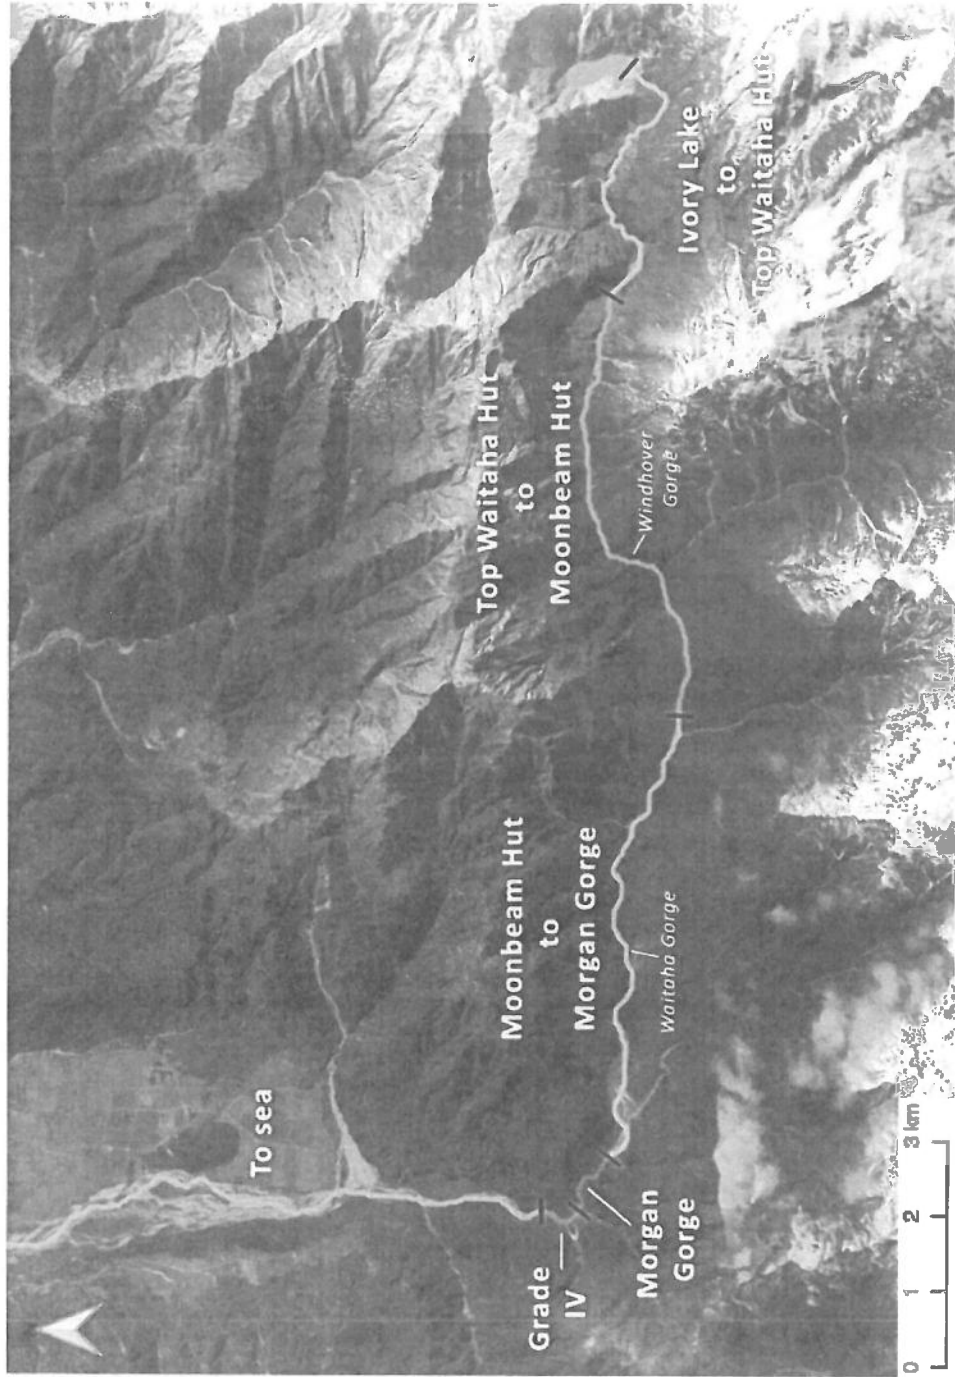 To sea
Grade
IV
Morgan
Gorge
Moonbeam Hut
to
Morgan Gorge
Waitaha Gorge
Top Waitaha Hut
to
Moonbeam Hut
Windhover
Gorge
Ivory Lake
to
Top Waitaha Hut
0 1 2 3 km